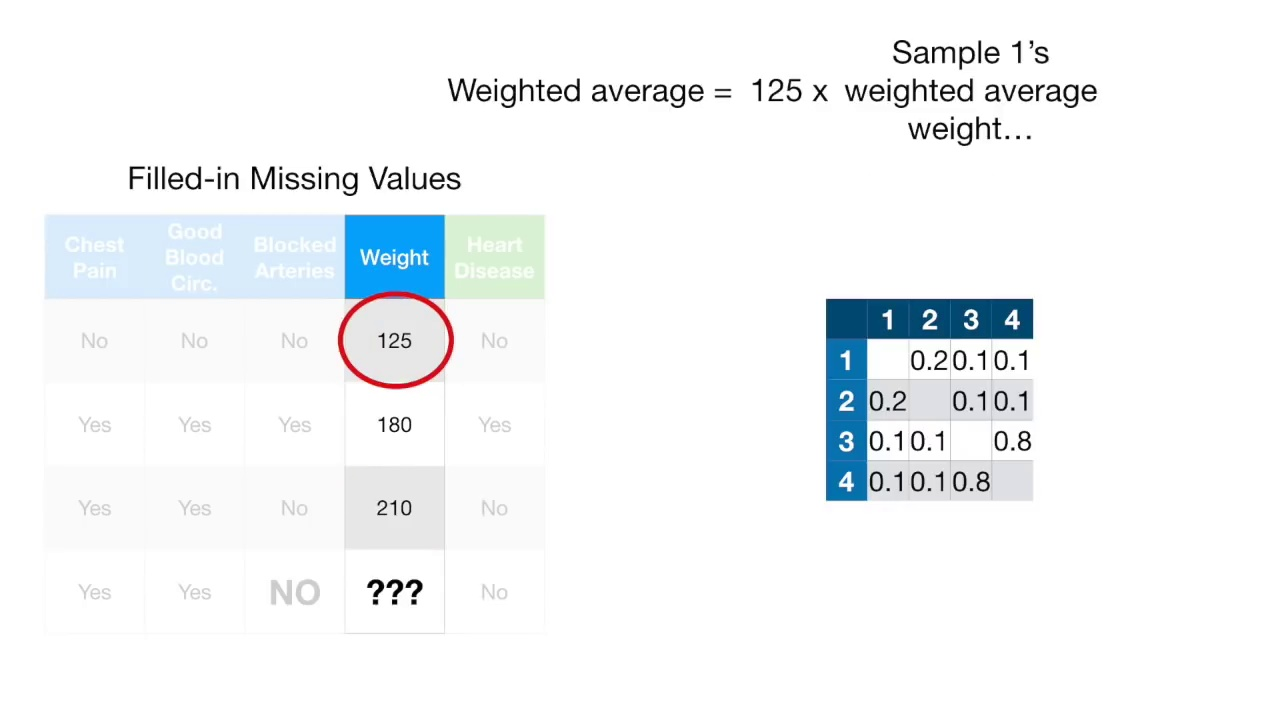 Sample 1's
Weighted average = 125 x weighted average
weight…
Filled-in Missing Values
Chest Pain Good Blood Circ. Blocked Arteries Weight Heart Disease
No No No 125 No
Yes Yes Yes 180 Yes
Yes Yes No 210 No
Yes Yes NO ??? No
1 2 3 4
1 0.2 0.1 0.1
2 0.2 0.1 0.1
3 0.1 0.1 0.8
4 0.1 0.1 0.8